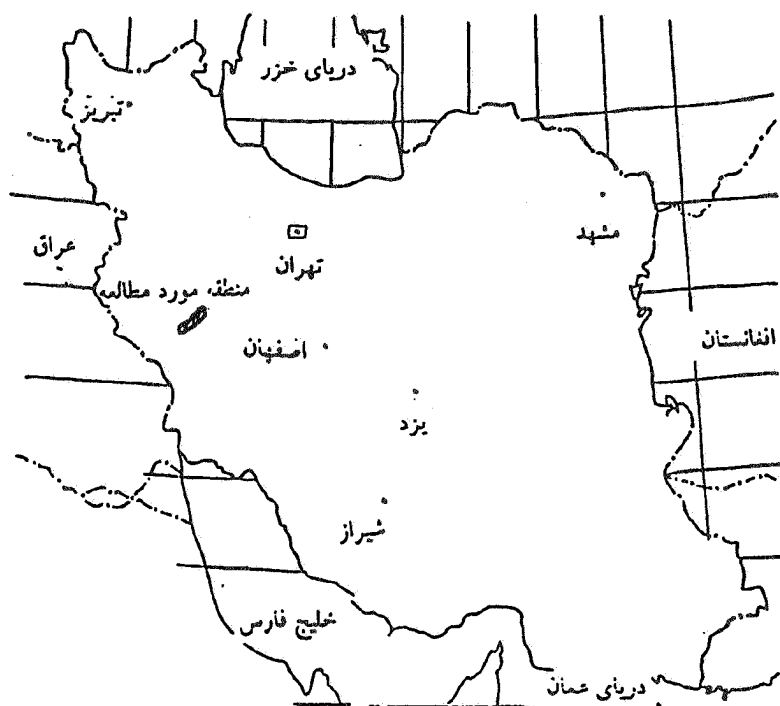 دریای خزر
تبریز
مشهد
تهران
عراق
منطقه مورد مطالعه
اصفهان
افغانستان
یزد
شیراز
خلیج فارس
دریای عمان